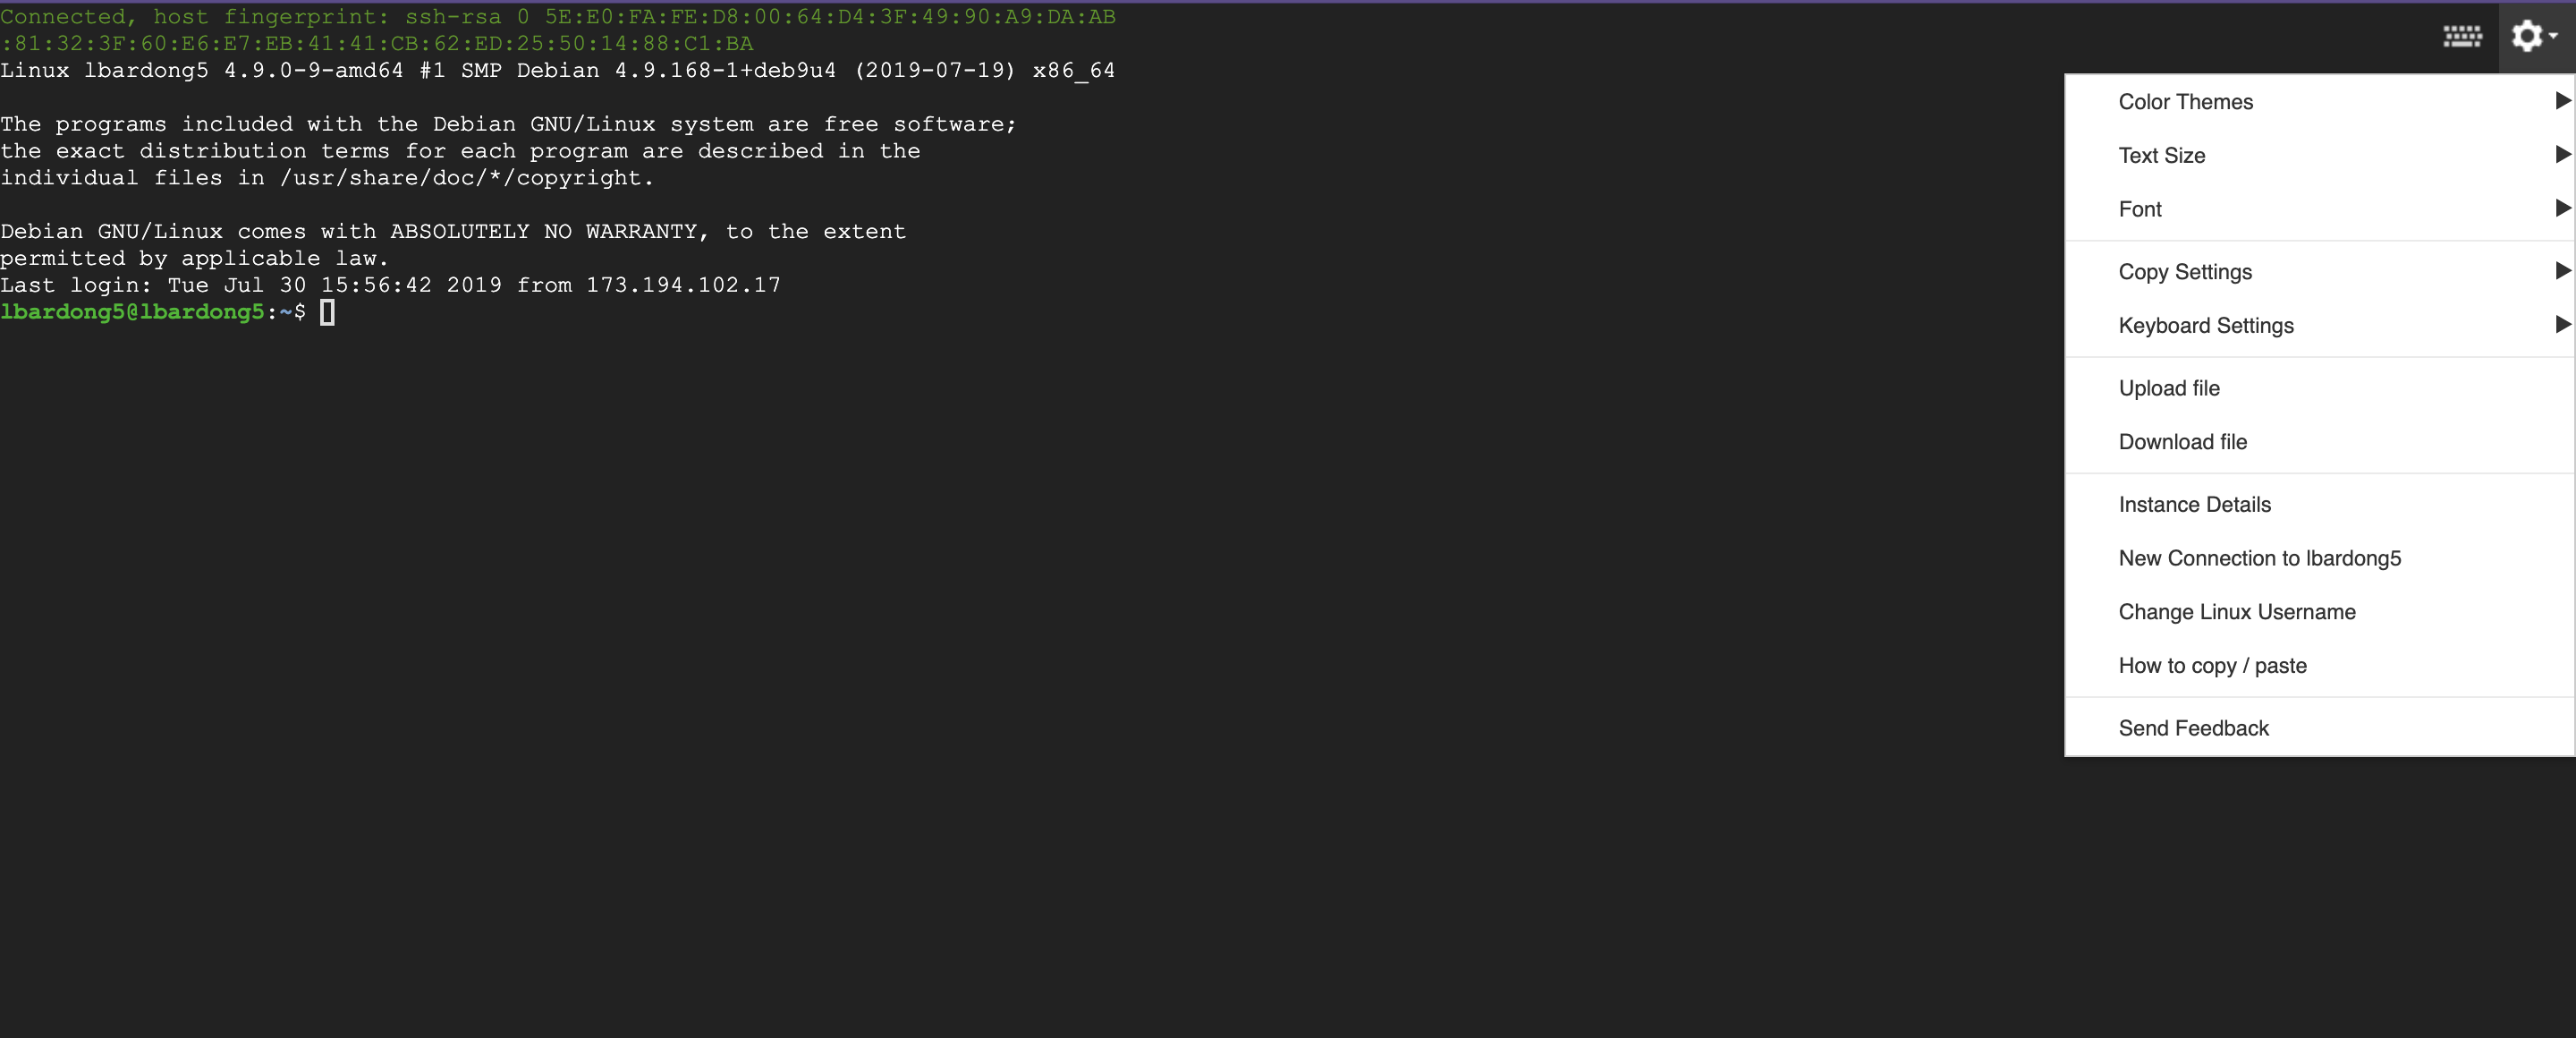 Connected, host fingerprint: ssh-rsa 0 5E:E0:FA:FE:D8:00:64:D4:3F:49:90:A9:DA:AB
:81:32:3F:60:E6:E7:EB:41:41:CB:62:ED:25:50:14:88:C1:BA
Linux lbardong5 4.9.0-9-amd64 #1 SMP Debian 4.9.168-1+deb9u4 (2019-07-19) x86_64
The programs included with the Debian GNU/Linux system are free software;
the exact distribution terms for each program are described in the
individual files in /usr/share/doc/*/copyright.
Debian GNU/Linux comes with ABSOLUTELY NO WARRANTY, to the extent
permitted by applicable law.
Last login: Tue Jul 30 15:56:42 2019 from 173.194.102.17
lbardong5@lbardong5:~$
Color Themes
Text Size
Font
Copy Settings
Keyboard Settings
Upload file
Download file
Instance Details
New Connection to lbardong5
Change Linux Username
How to copy / paste
Send Feedback